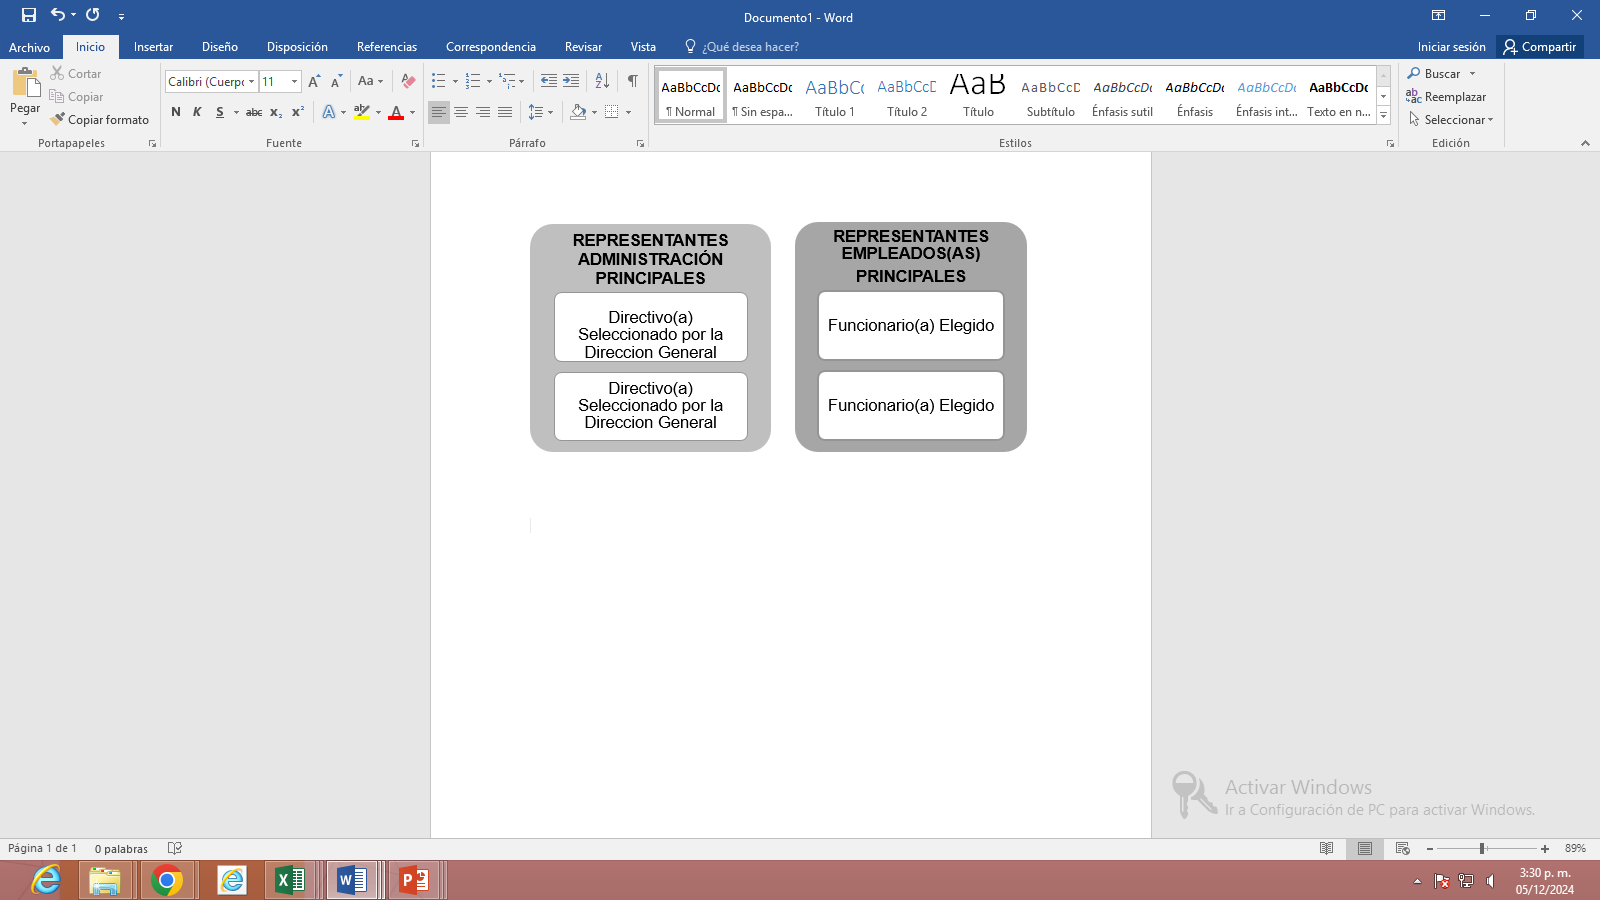 Documento1 - Word
Archivo
Inicio
Insertar
Diseño
Disposición
Referencias
Correspondencia
Revisar
Vista
¿Qué desea hacer?
Iniciar sesión
Compartir
Pegar
Cortar
Copiar
Copiar formato
Portapapeles
Calibri (Cuerpo
11
Fuente
Párrafo
AaBbCcDc
¶ Normal
AaBbCcDc
¶ Sin espa...
AaBbCc
Título 1
AaBbCcD
Título 2
AaB
Título
AaBbCcD
Subtítulo
AaBbCcDc
Énfasis sutil
AaBbCcDc
Énfasis
AaBbCcDc
Énfasis int...
AaBbCcDc
Texto en n...
Estilos
Buscar
Reemplazar
Seleccionar
Edición
REPRESENTANTES
ADMINISTRACIÓN
PRINCIPALES
Directivo(a)
Seleccionado por la
Direccion General
Directivo(a)
Seleccionado por la
Direccion General
REPRESENTANTES
EMPLEADOS(AS)
PRINCIPALES
Funcionario(a) Elegido
Funcionario(a) Elegido
Activar Windows
Ir a Configuración de PC para activar Windows.
Página 1 de 1
0 palabras
89%
3:30 p. m.
05/12/2024